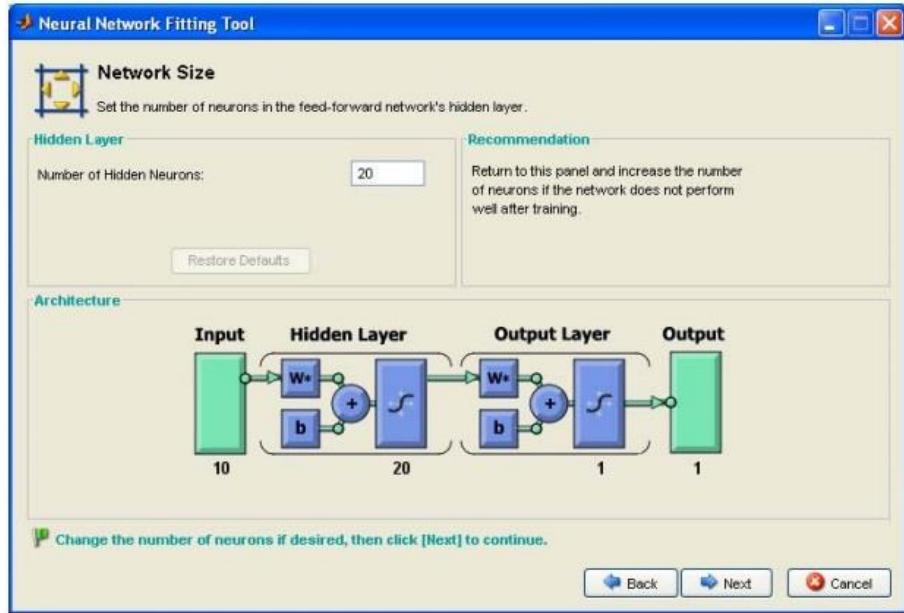 Neural Network Fitting Tool
Network Size
Set the number of neurons in the feed-forward network's hidden layer.
Hidden Layer
Number of Hidden Neurons:
20
Restore Defaults
Recommendation
Return to this panel and increase the number
of neurons if the network does not perform
well after training.
Architecture
Input
Hidden Layer
Output Layer
Output
W*
b
+
W*
b
+
10
20
1
1
Change the number of neurons if desired, then click [Next] to continue.
Back
Next
Cancel